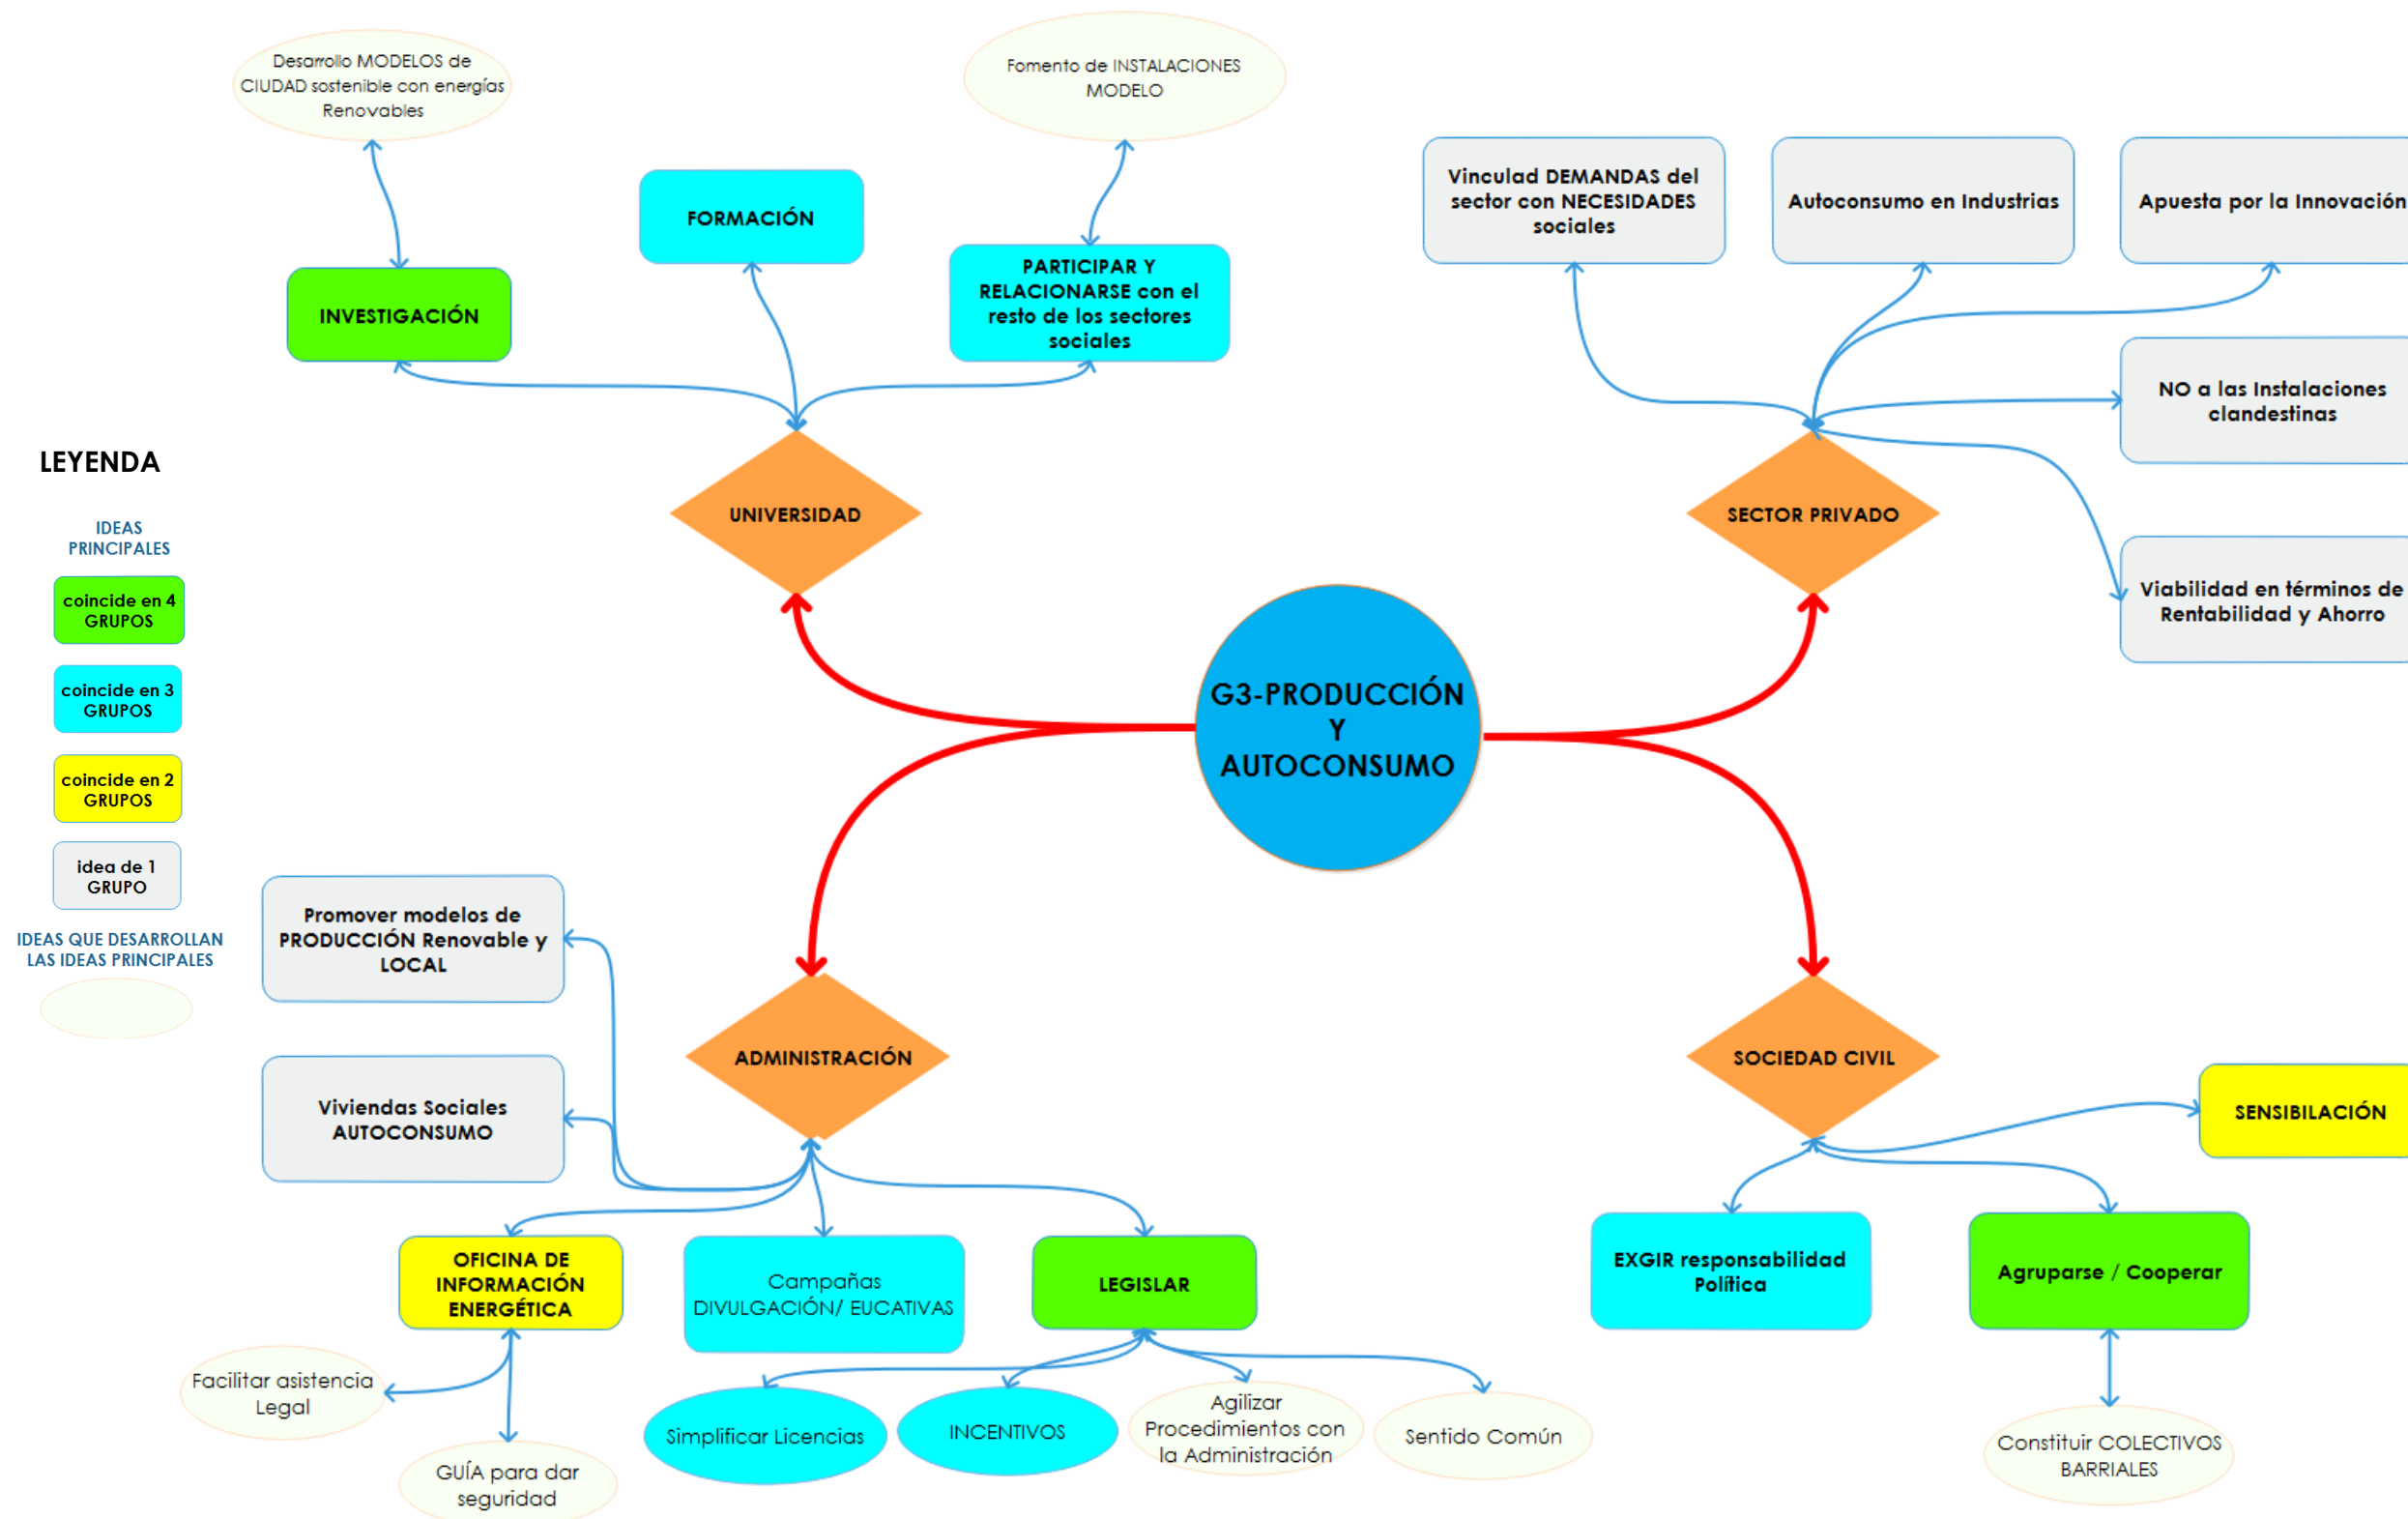 Desarrollo MODELOS de
CIUDAD sostenible con energías
Renovables
Fomento de INSTALACIONES
MODELO
FORMACIÓN
INVESTIGACIÓN
PARTICIPAR Y
RELACIONARSE con el
resto de los sectores
sociales
UNIVERSIDAD
Vinculad DEMANDAS del
sector con NECESIDADES
sociales
Autoconsumo en Industrias
Apuesta por la Innovación
NO a las Instalaciones
clandestinas
Viabilidad en términos de
Rentabilidad y Ahorro
SECTOR PRIVADO
LEYENDA
IDEAS
PRINCIPALES
coincide en 4
GRUPOS
coincide en 3
GRUPOS
coincide en 2
GRUPOS
idea de 1
GRUPO
IDEAS QUE DESARROLLAN
LAS IDEAS PRINCIPALES
G3-PRODUCCIÓN
Y
AUTOCONSUMO
Promover modelos de
PRODUCCIÓN Renovable y
LOCAL
Viviendas Sociales
AUTOCONSUMO
ADMINISTRACIÓN
OFICINA DE
INFORMACIÓN
ENERGÉTICA
Campañas
DIVULGACIÓN/ EUCATIVAS
LEGISLAR
Facilitar asistencia
Legal
GUÍA para dar
seguridad
Simplificar Licencias
INCENTIVOS
Agilizar
Procedimientos con
la Administración
Sentido Común
SOCIEDAD CIVIL
SENSIBILACIÓN
EXGIR responsabilidad
Política
Agruparse / Cooperar
Constituir COLECTIVOS
BARRIALES